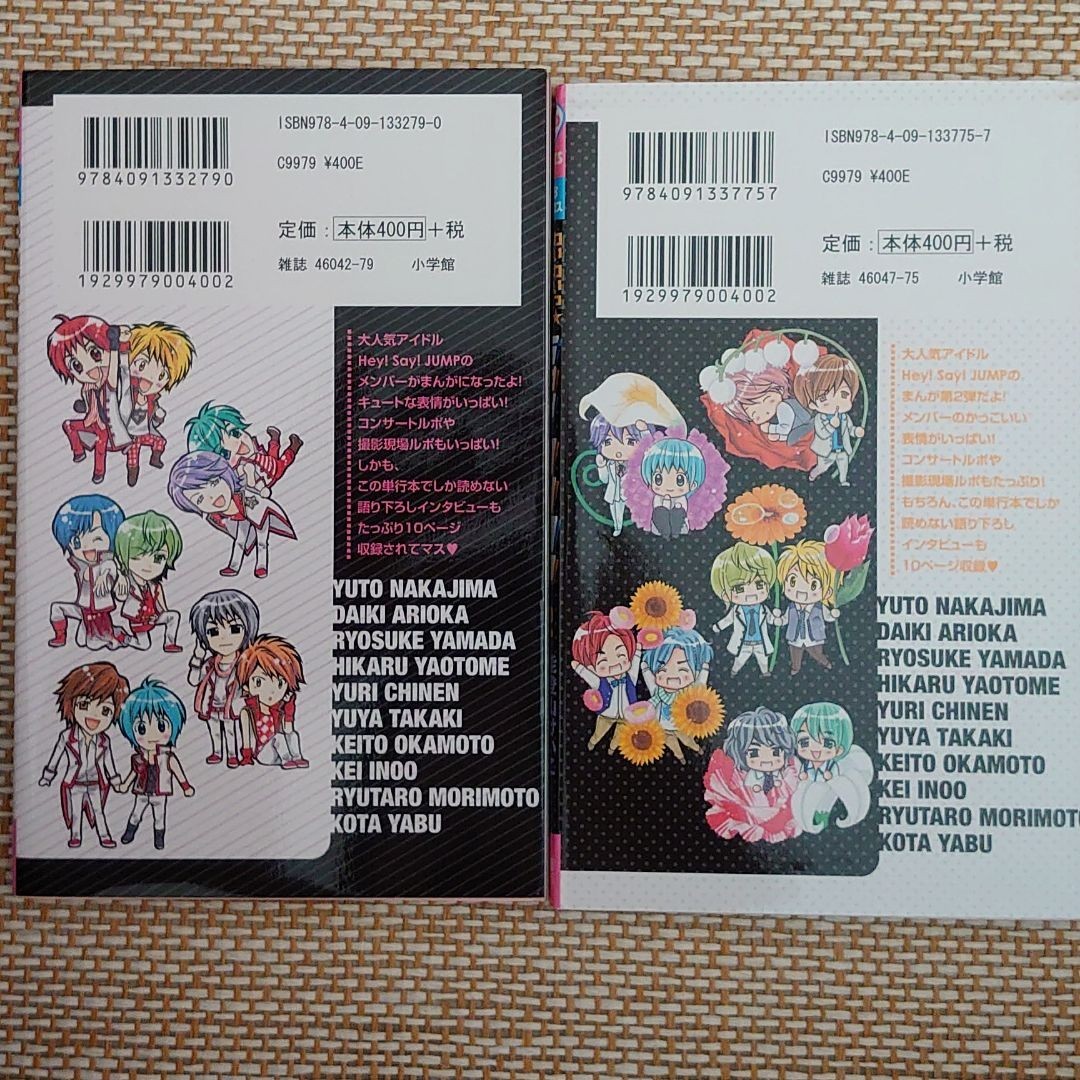 ISBN978-4-09-133279-0
C9979 ¥400E
9784091332790
定価：本体400円＋税
雑誌 46042-79 小学館
1929979004002
大人気アイドル
Hey! Say! JUMPの
メンバーがまんがになったよ!
キュートな表情がいっぱい!
コンサートルポや
撮影現場ルポもいっぱい!
しかも、
この単行本でしか読めない
語り下ろしインタビューも
たっぷり10ページ
収録されてマス♥
YUTO NAKAJIMA
DAIKI ARIOKA
RYOSUKE YAMADA
HIKARU YAOTOME
YURI CHINEN
YUYA TAKAKI
KEITO OKAMOTO
KEI INOO
RYUTARO MORIMOTO
KOTA YABU
ISBN978-4-09-133775-7
C9979 ¥400E
9784091337757
定価：本体400円＋税
雑誌 46047-75 小学館
1929979004002
大人気アイドル
Hey! Say! JUMPの
まんが第2弾だよ!
メンバーのかっこいい
表情がいっぱい!
コンサートルポや
撮影現場ルポもたっぷり!
もちろん、この単行本でしか
読めない語り下ろし
インタビューも
10ページ収録♥
YUTO NAKAJIMA
DAIKI ARIOKA
RYOSUKE YAMADA
HIKARU YAOTOME
YURI CHINEN
YUYA TAKAKI
KEITO OKAMOTO
KEI INOO
RYUTARO MORIMOTO
KOTA YABU